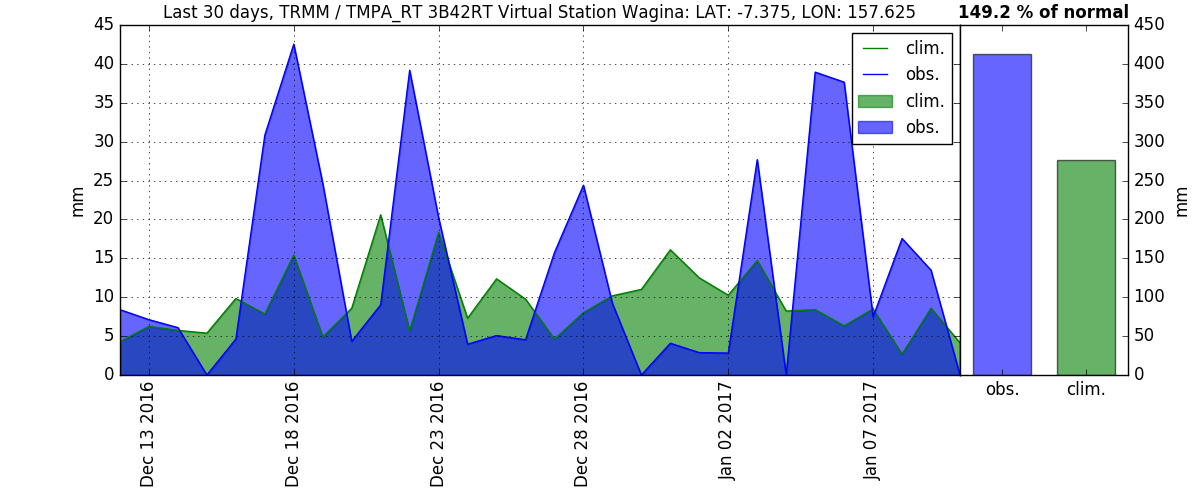 Last 30 days, TRMM / TMPA_RT 3B42RT Virtual Station Wagina: LAT: -7.375, LON: 157.625
149.2 % of normal
45
40
35
30
25
20
15
10
5
0
mm
clim.
obs.
clim.
obs.
450
400
350
300
250
200
150
100
50
0
mm
obs.
clim.
Dec 13 2016
Dec 18 2016
Dec 23 2016
Dec 28 2016
Jan 02 2017
Jan 07 2017